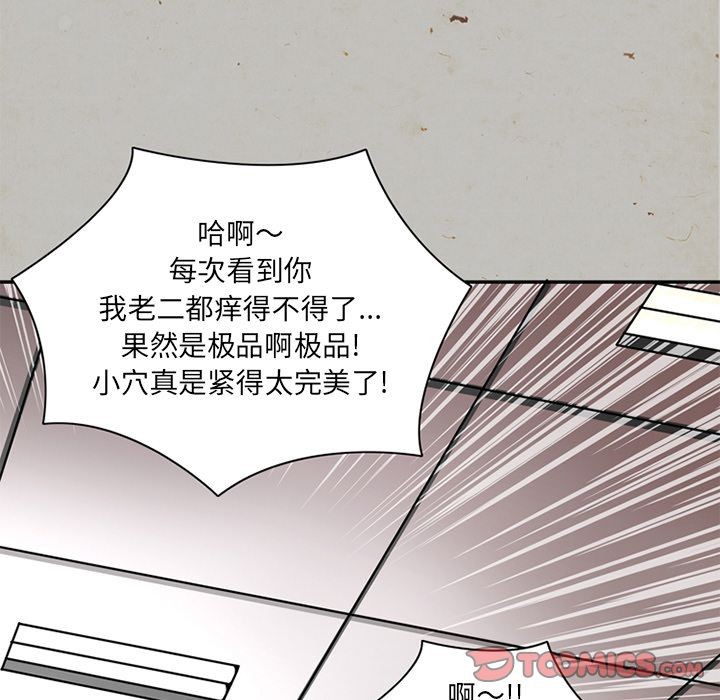 哈啊～
每次看到你
我老二都痒得不得了...
果然是极品啊极品!
小穴真是紧得太完美了!
啊～!!
DTCOMICS.COM